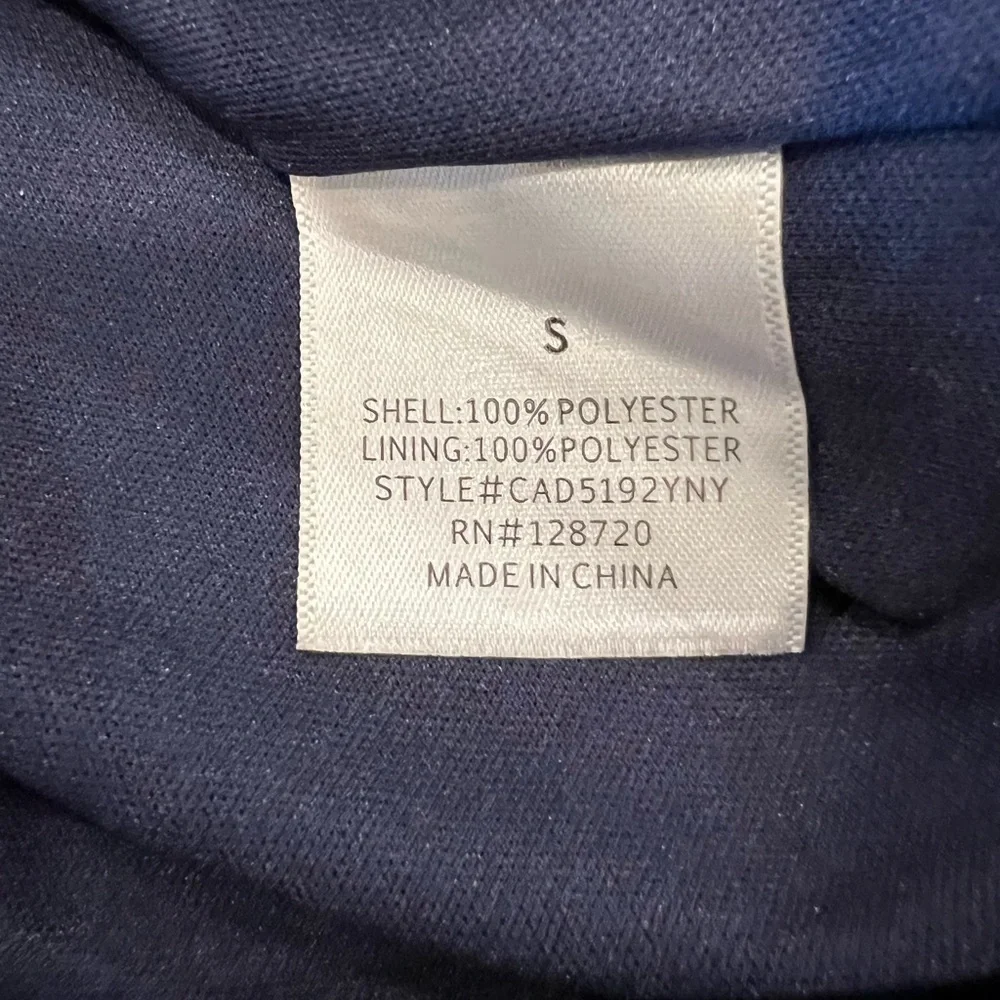 S
SHELL:100% POLYESTER
LINING:100%POLYESTER
STYLE#CAD5192YNY
RN#128720
MADE IN CHINA